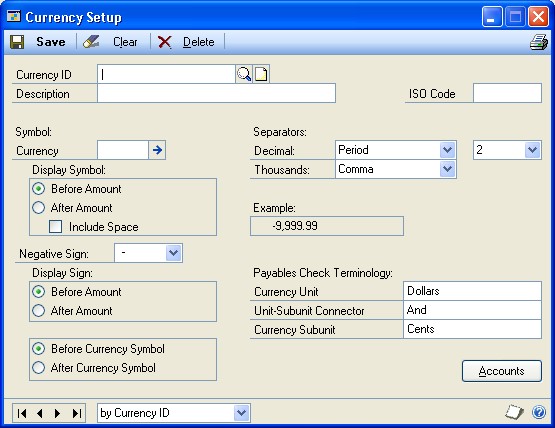 Currency Setup
Save Clear Delete
Currency ID
Description ISO Code
Symbol: Separators:
Currency Decimal: Period 2
Display Symbol: Thousands: Comma
Before Amount
After Amount Example:
Include Space -9,999.99
Negative Sign: -
Display Sign: Payables Check Terminology:
Before Amount Currency Unit Dollars
After Amount Unit-Subunit Connector And
Currency Subunit Cents
Before Currency Symbol
After Currency Symbol Accounts
by Currency ID